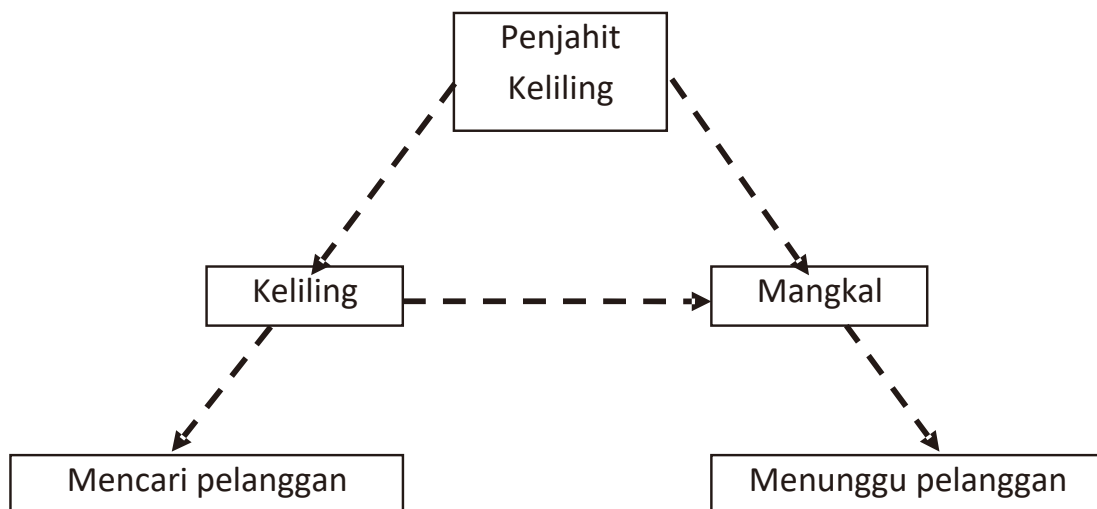 Penjahit
Keliling
Keliling
Mangkal
Mencari pelanggan
Menunggu pelanggan